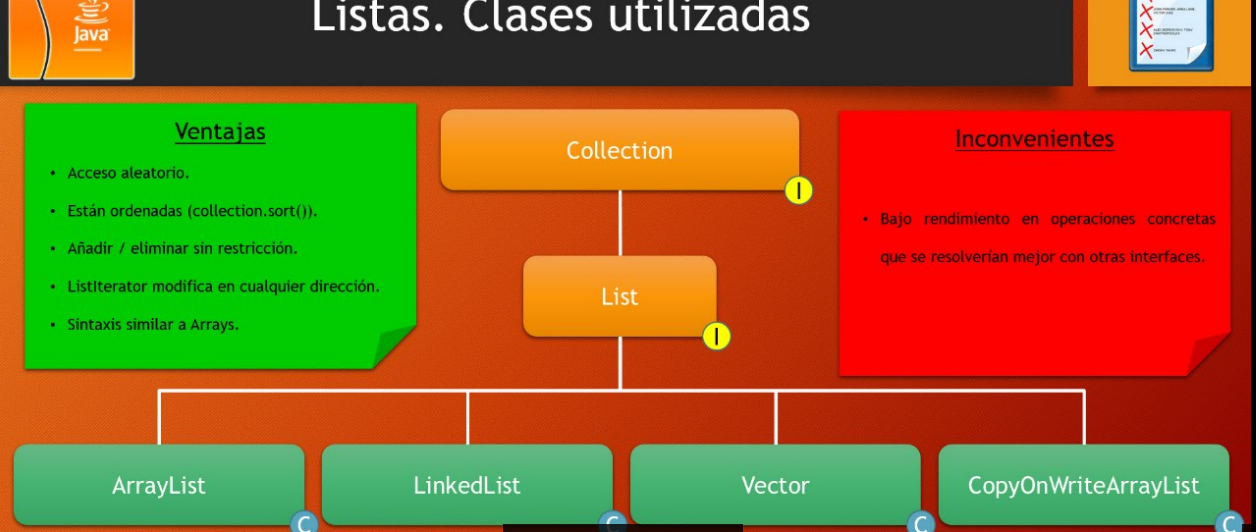 Listas. Clases utilizadas
Java
Ventajas
• Acceso aleatorio.
• Están ordenadas (collection.sort()).
• Añadir / eliminar sin restricción.
• ListIterator modifica en cualquier dirección.
• Sintaxis similar a Arrays.
Collection
I
Inconvenientes
• Bajo rendimiento en operaciones concretas
que se resolverían mejor con otras interfaces.
List
I
ArrayList
C
LinkedList
C
Vector
C
CopyOnWriteArrayList
C